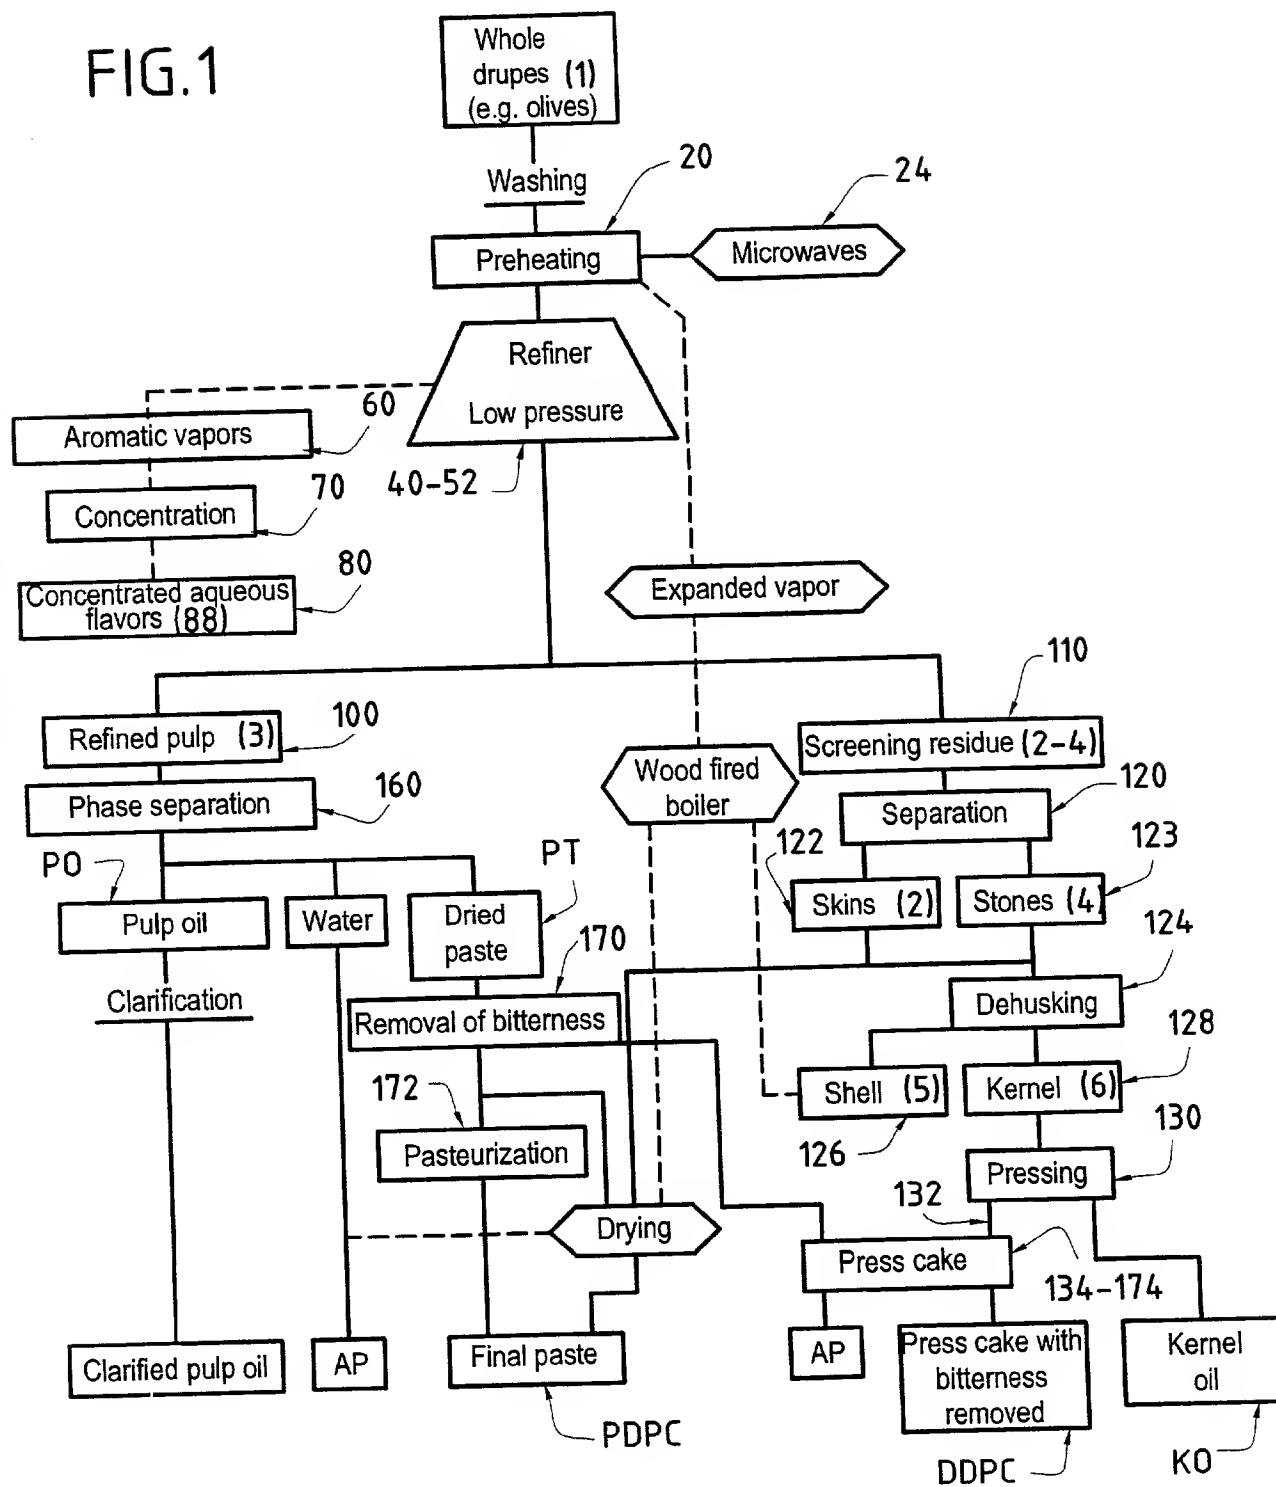 FIG.1
Whole
drupes (1)
(e.g. olives)
Washing
20
24
Preheating
Microwaves
Refiner
Low pressure
60
Aromatic vapors
40-52
70
Concentration
80
Concentrated aqueous
flavors (88)
Expanded vapor
110
Refined pulp (3)
100
Screening residue (2-4)
Phase separation
160
Wood fired
boiler
120
Separation
PO
PT
122
123
Pulp oil
Water
Dried
paste
Skins (2)
Stones (4)
170
124
Clarification
Removal of bitterness
Dehusking
128
172
Shell (5)
Kernel (6)
126
130
Pasteurization
Pressing
132
Drying
Press cake
134-174
Clarified pulp oil
AP
Final paste
AP
Press cake with
bitterness
removed
Kernel
oil
PDPC
DDPC
KO